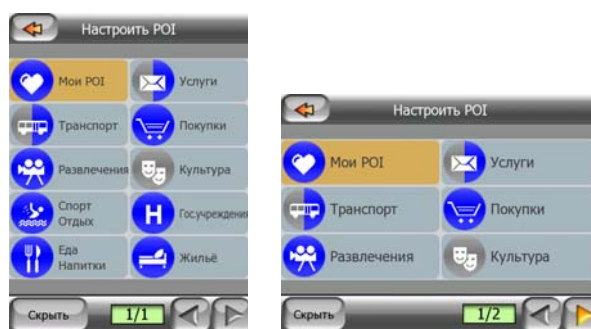 Настроить POI
Мои POI
Услуги
Транспорт
Покупки
Развлечения
Культура
Спорт
Отдых
Госучреждения
Еда
Напитки
Жильё
Скрыть
1/1
Настроить POI
Мои POI
Услуги
Транспорт
Покупки
Развлечения
Культура
Скрыть
1/2